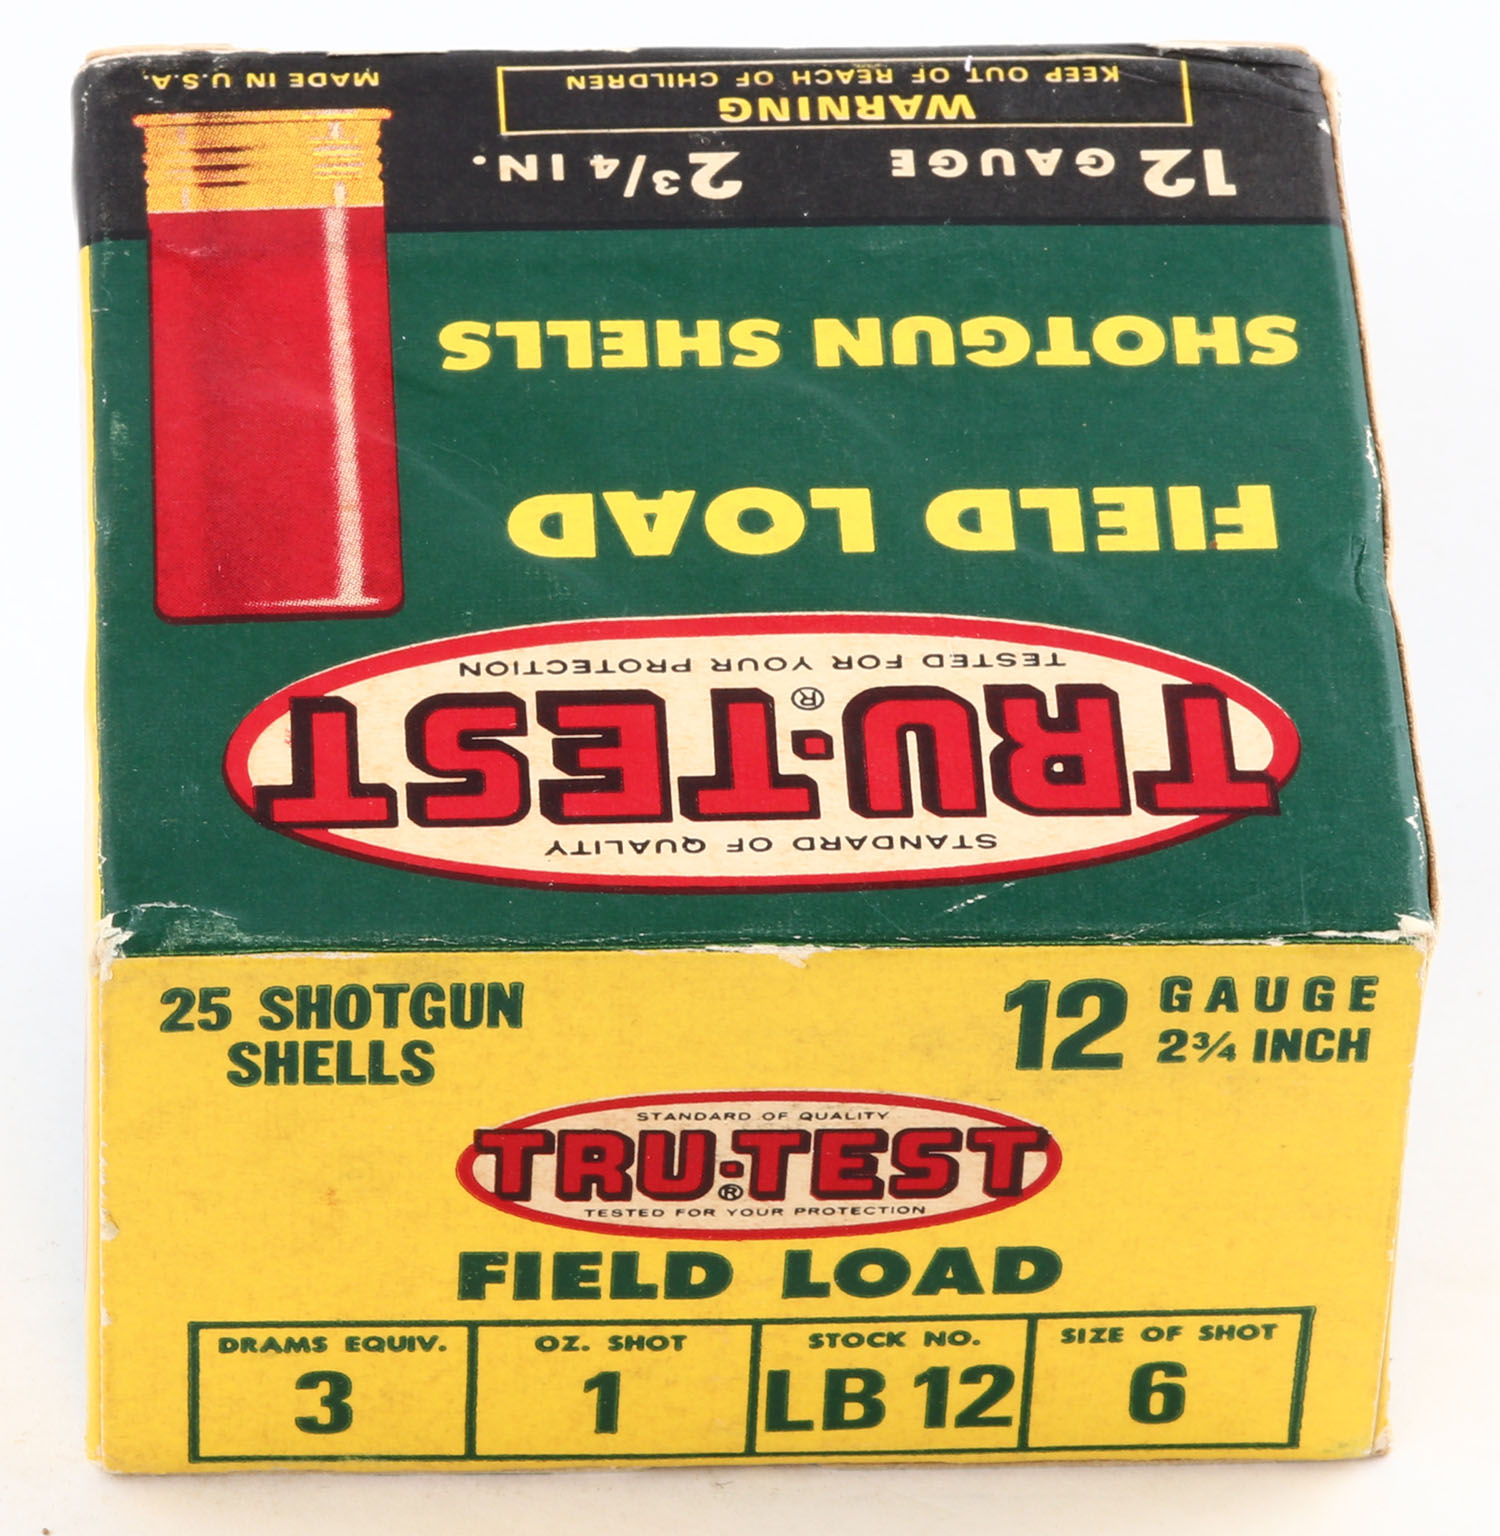 MADE IN U.S.A.
WARNING
KEEP OUT OF REACH OF CHILDREN
12 GAUGE 2 3/4 IN.
SHOTGUN SHELLS
FIELD LOAD
TESTED FOR YOUR PROTECTION
TRU·TEST®
STANDARD OF QUALITY
25 SHOTGUN
SHELLS
12 GAUGE
2 3/4 INCH
STANDARD OF QUALITY
TRU·TEST®
TESTED FOR YOUR PROTECTION
FIELD LOAD
DRAMS EQUIV.
3
OZ. SHOT
1
STOCK NO.
LB 12
SIZE OF SHOT
6